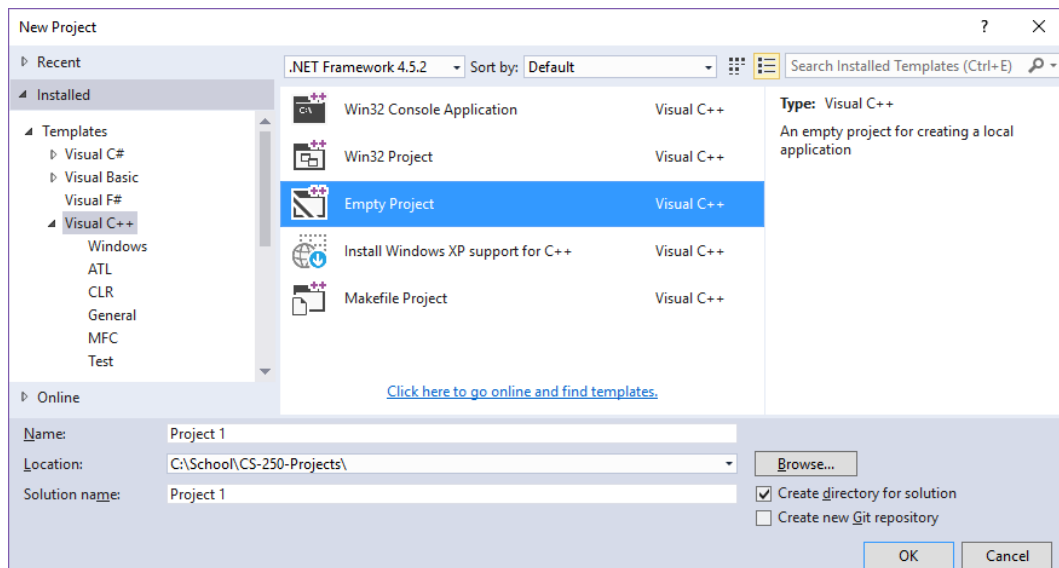 New Project
?
Recent
Installed
Templates
Visual C#
Visual Basic
Visual F#
Visual C++
Windows
ATL
CLR
General
MFC
Test
Online
.NET Framework 4.5.2 Sort by: Default
Search Installed Templates (Ctrl+E)
C:\
Win32 Console Application Visual C++
Win32 Project Visual C++
Empty Project Visual C++
Install Windows XP support for C++ Visual C++
Makefile Project Visual C++
Click here to go online and find templates.
Type: Visual C++
An empty project for creating a local
application
Name: Project 1
Location: C:\School\CS-250-Projects\ Browse...
Solution name: Project 1
Create directory for solution
Create new Git repository
OK Cancel